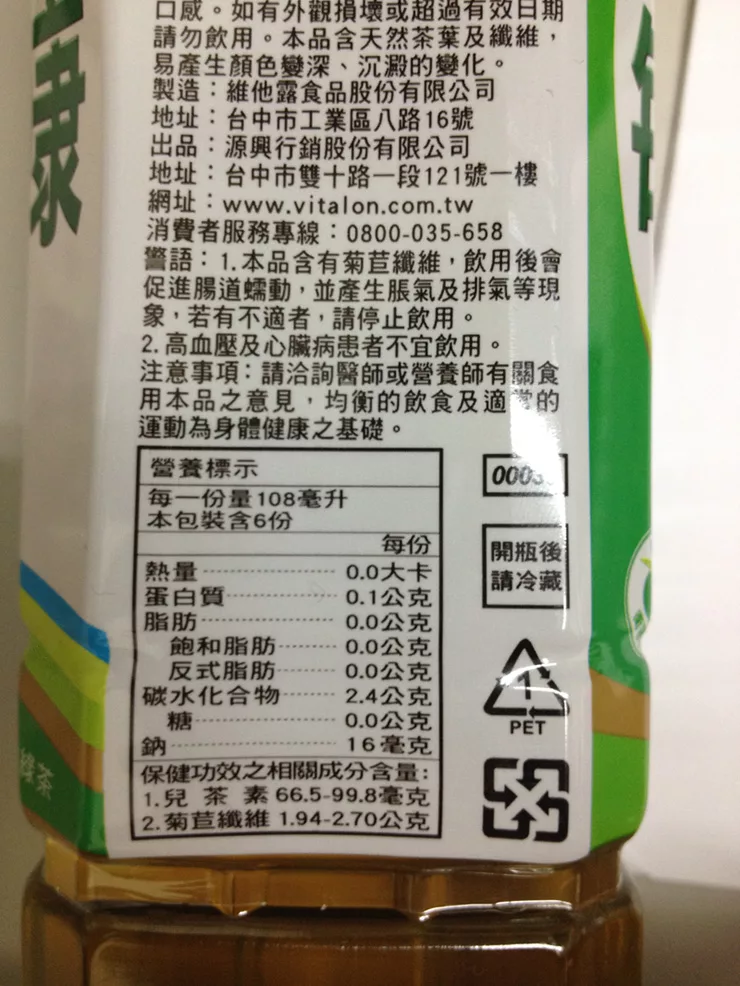 口感。如有外觀損壞或超過有效日期
請勿飲用。本品含天然茶葉及纖維，
易產生顏色變深、沉澱的變化。
製造：維他露食品股份有限公司
地址：台中市工業區八路16號
出品：源興行銷股份有限公司
地址：台中市雙十路一段121號一樓
網址：www.vitalon.com.tw
消費者服務專線：0800-035-658
警語：1.本品含有菊苣纖維，飲用後會
促進腸道蠕動，並產生脹氣及排氣等現
象，若有不適者，請停止飲用。
2.高血壓及心臟病患者不宜飲用。
注意事項：請洽詢醫師或營養師有關食
用本品之意見，均衡的飲食及適當的
運動為身體健康之基礎。
營養標示
每一份量108毫升
本包裝含6份
每份
熱量 0.0大卡
蛋白質 0.1公克
脂肪 0.0公克
飽和脂肪 0.0公克
反式脂肪 0.0公克
碳水化合物 2.4公克
糖 0.0公克
鈉 16毫克
保健功效之相關成分含量：
1.兒茶素66.5-99.8毫克
2.菊苣纖維 1.94-2.70公克
開瓶後
請冷藏
1
PET
綠茶
康